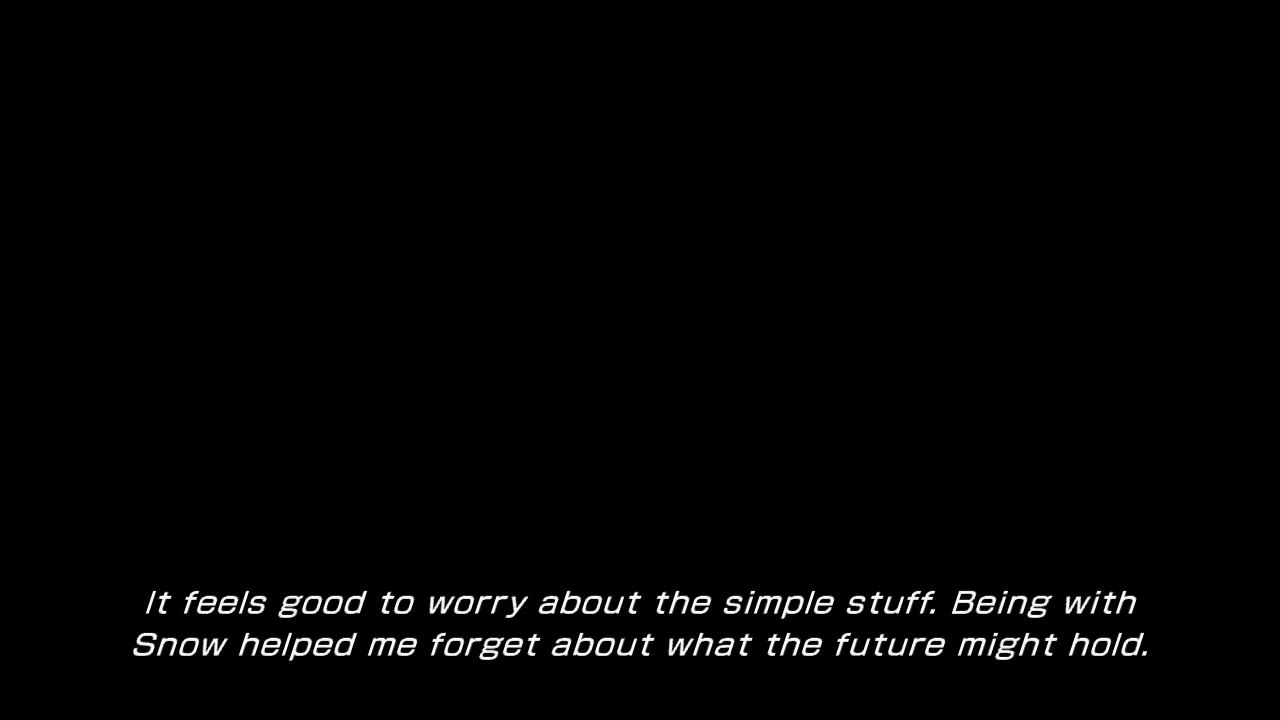 It feels good to worry about the simple stuff. Being with
Snow helped me forget about what the future might hold.